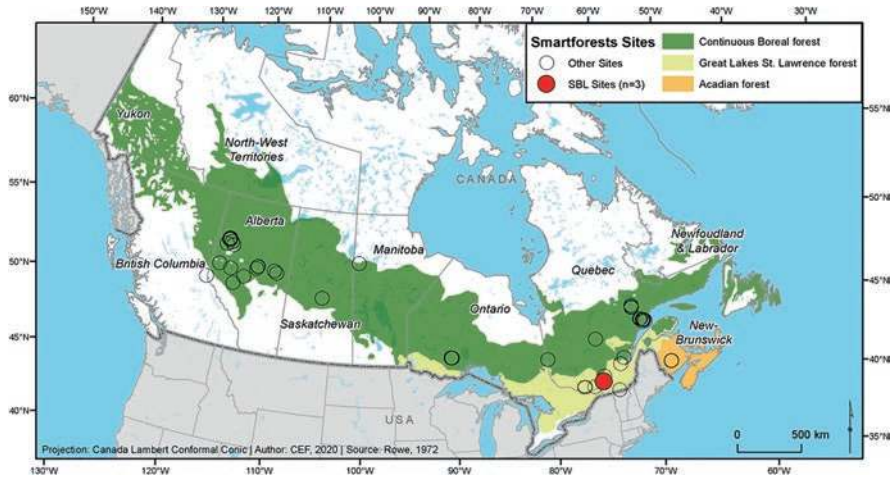 140°W 130°W 120°W 110°W 100°W 90°W 80°W 70°W 60°W 50°W 40°W 30°W
Smartforests Sites
Other Sites
SBL Sites (n=3)
Continuous Boreal forest
Great Lakes St. Lawrence forest
Acadian forest
60°N
55°N
50°N
45°N
40°N
55°N
50°N
45°N
40°N
35°N
Yukon
North-West
Territories
CANADA
Alberta
Manitoba
Newfoundland
& Labrador
British Columbia
Quebec
Ontario
Saskatchewan
New-
Brunswick
USA
0 500 km
Projection: Canada Lambert Conformal Conic | Author: CEF, 2020 | Source: Rowe, 1972
130°W 120°W 110°W 100°W 90°W 80°W 70°W 60°W